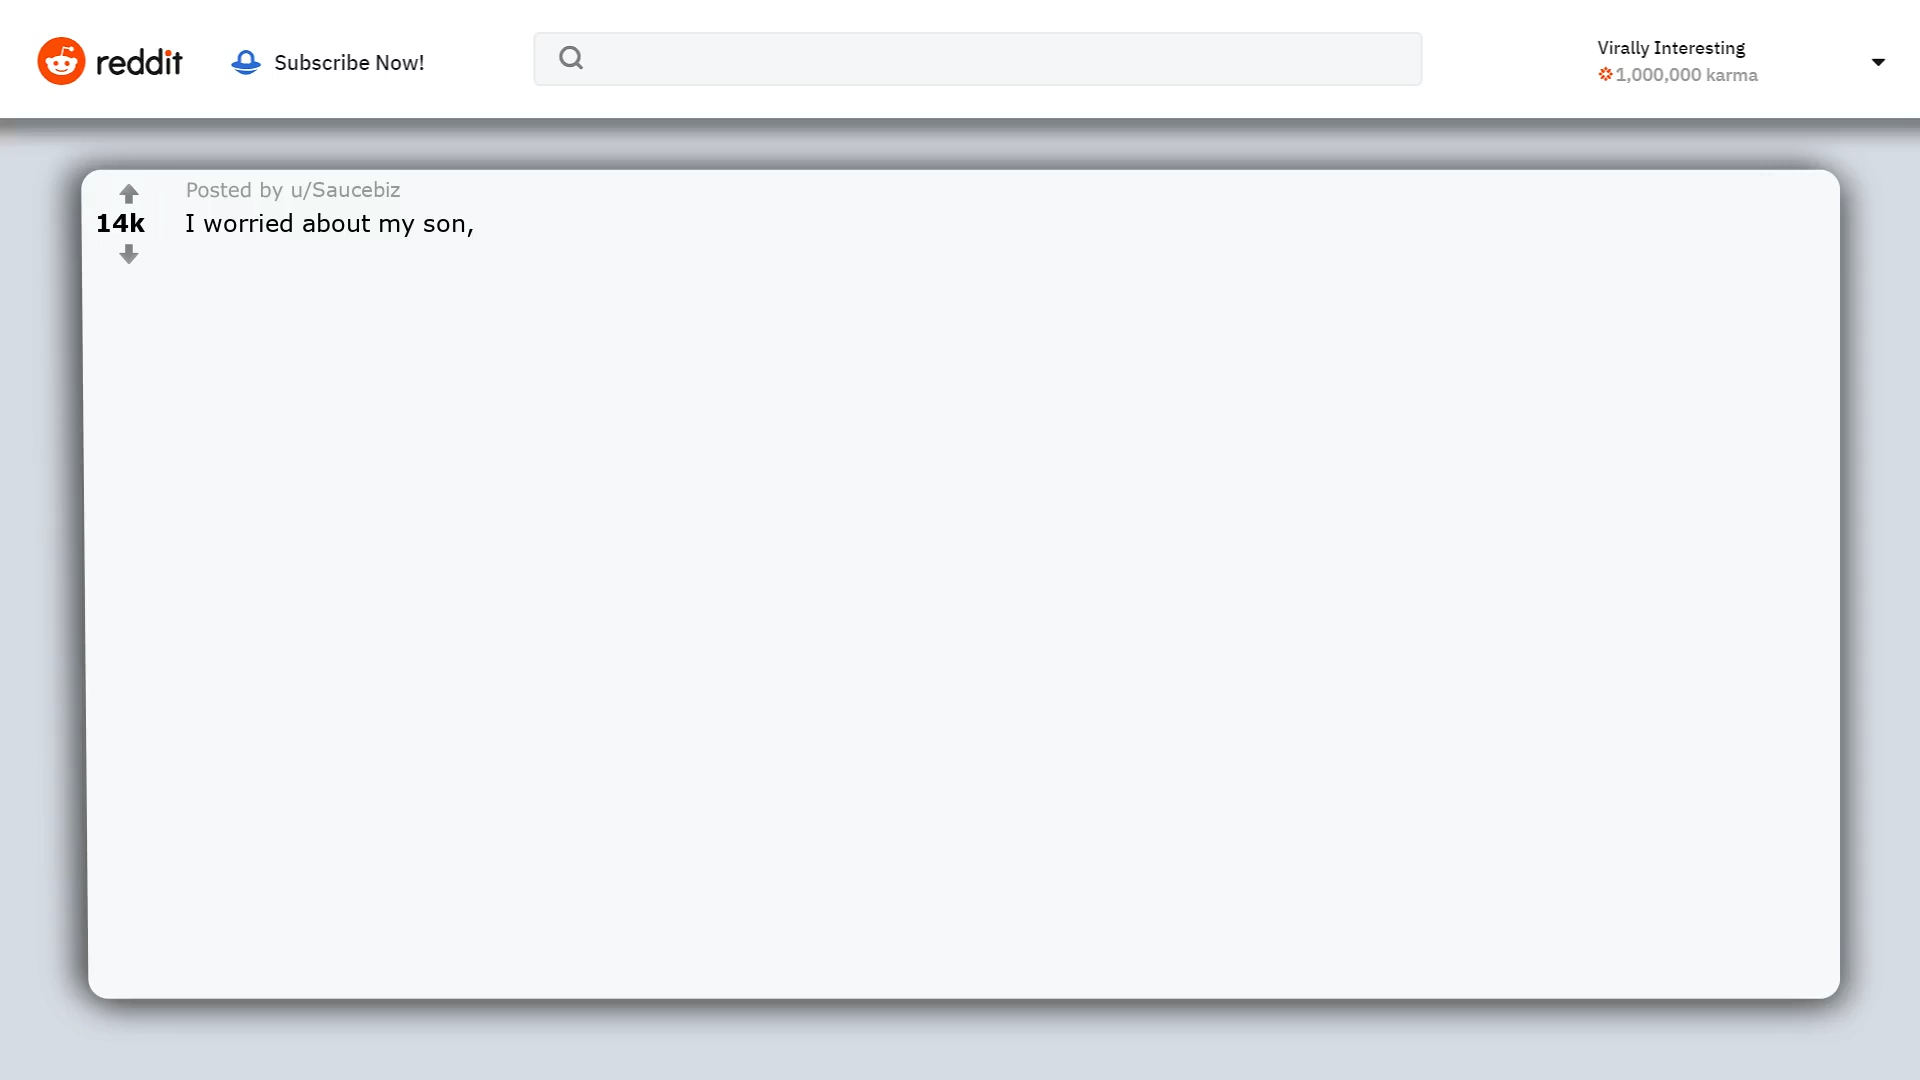 reddit
Subscribe Now!
Virally Interesting
1,000,000 karma
Posted by u/Saucebiz
14k
I worried about my son,